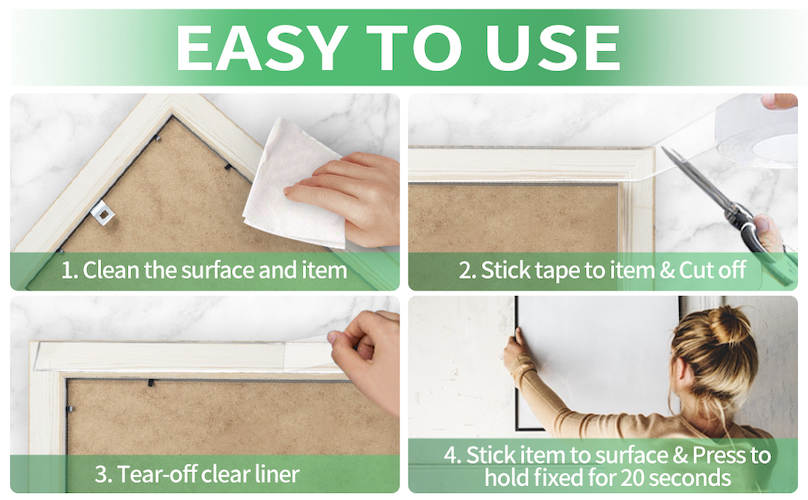 EASY TO USE
1. Clean the surface and item
2. Stick tape to item & Cut off
3. Tear-off clear liner
4. Stick item to surface & Press to
hold fixed for 20 seconds